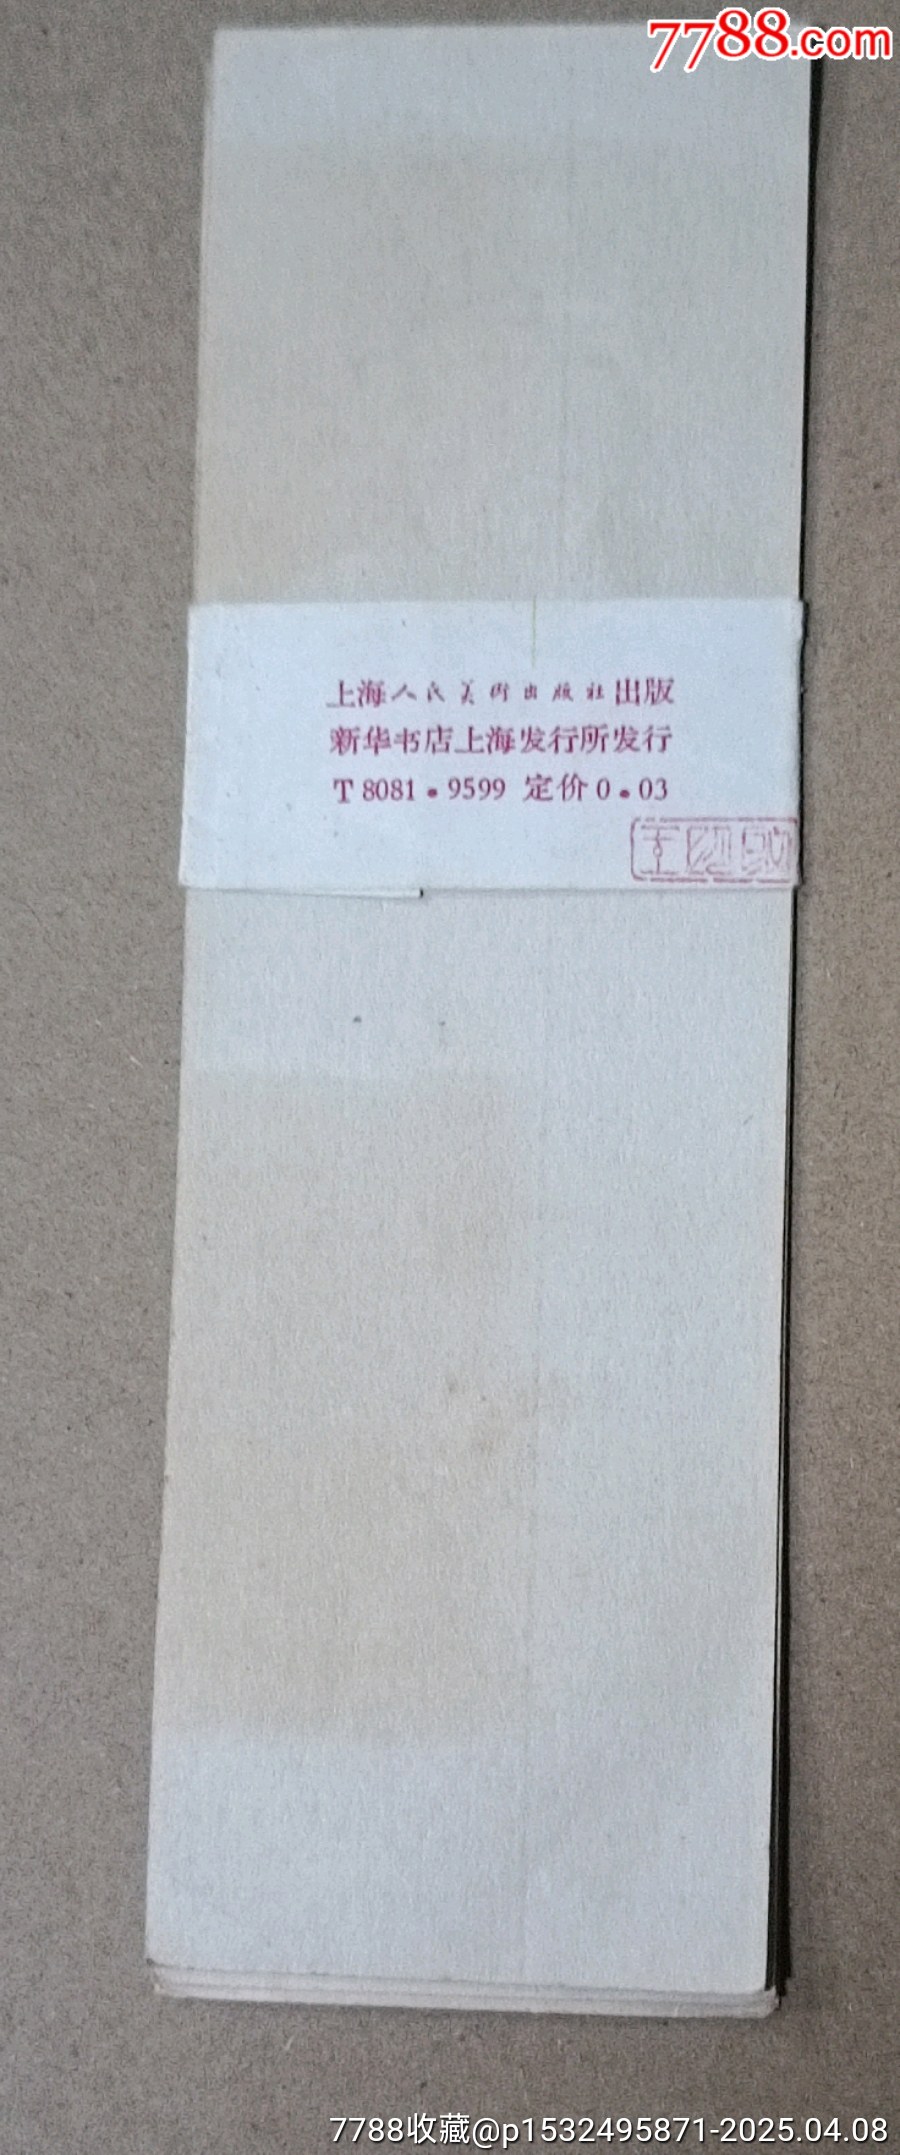 7788.com
上海人民美術出版社出版
新华书店上海发行所发行
T 8081·9599 定价 0·03
7788收藏@p1532495871-2025.04.08